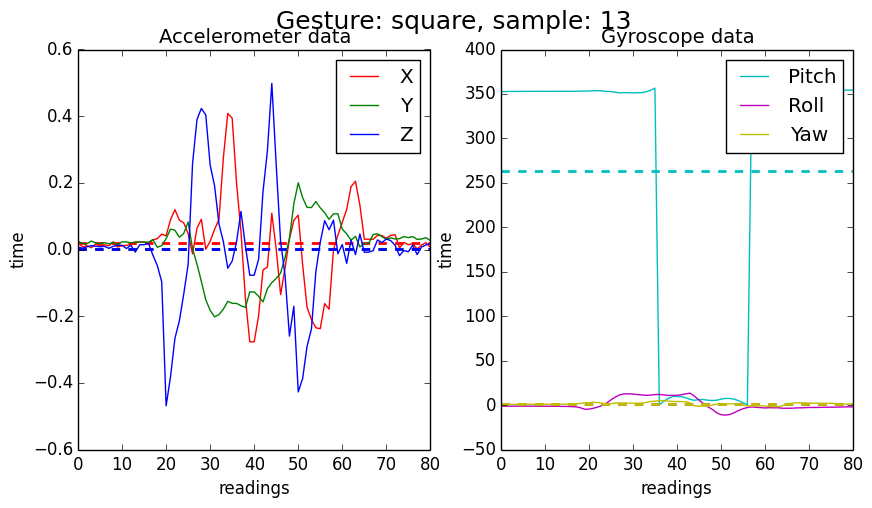 Gesture: square, sample: 13
Accelerometer data
0.6
0.4
0.2
0.0
−0.2
−0.4
−0.6
time
0 10 20 30 40 50 60 70 80
readings
X
Y
Z
Gyroscope data
400
350
300
250
200
150
100
50
0
−50
time
0 10 20 30 40 50 60 70 80
readings
Pitch
Roll
Yaw